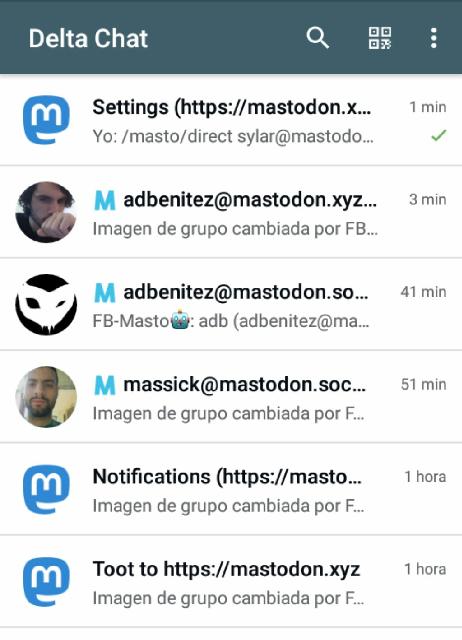 Delta Chat
Settings (https://mastodon.x...
1 min
Yo: /masto/direct sylar@mastodo...
adbenitez@mastodon.xyz...
3 min
Imagen de grupo cambiada por FB...
adbenitez@mastodon.so...
41 min
FB-Masto🤖: adb (adbenitez@ma...
massick@mastodon.soc...
51 min
Imagen de grupo cambiada por F...
Notifications (https://masto...
1 hora
Imagen de grupo cambiada por F...
Toot to https://mastodon.xyz
1 hora
Imagen de grupo cambiada por F...